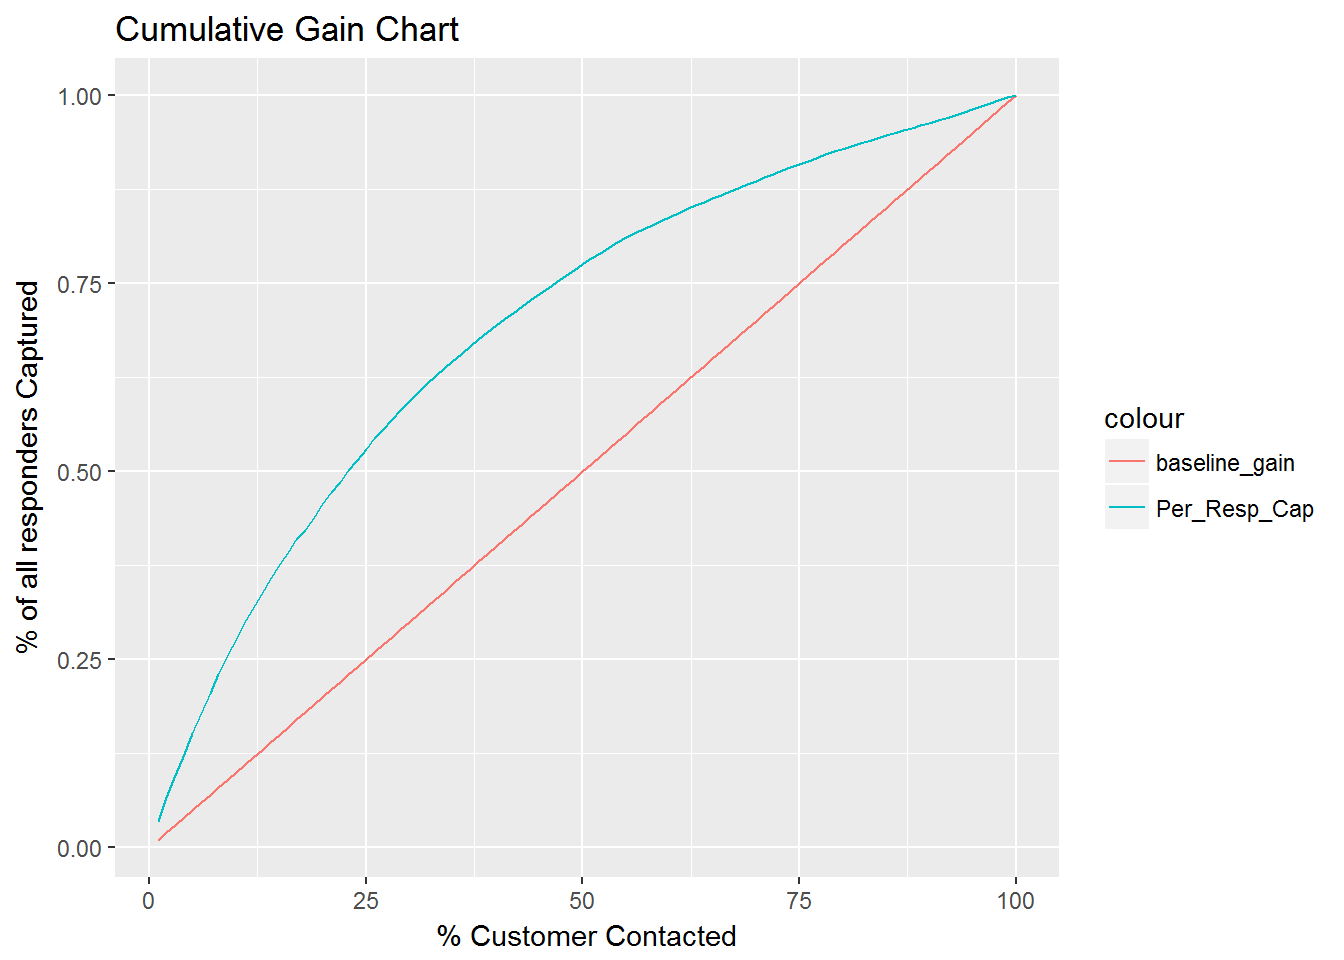 Cumulative Gain Chart
% of all responders Captured
1.00
0.75
0.50
0.25
0.00
0 25 50 75 100
% Customer Contacted
colour
baseline_gain
Per_Resp_Cap